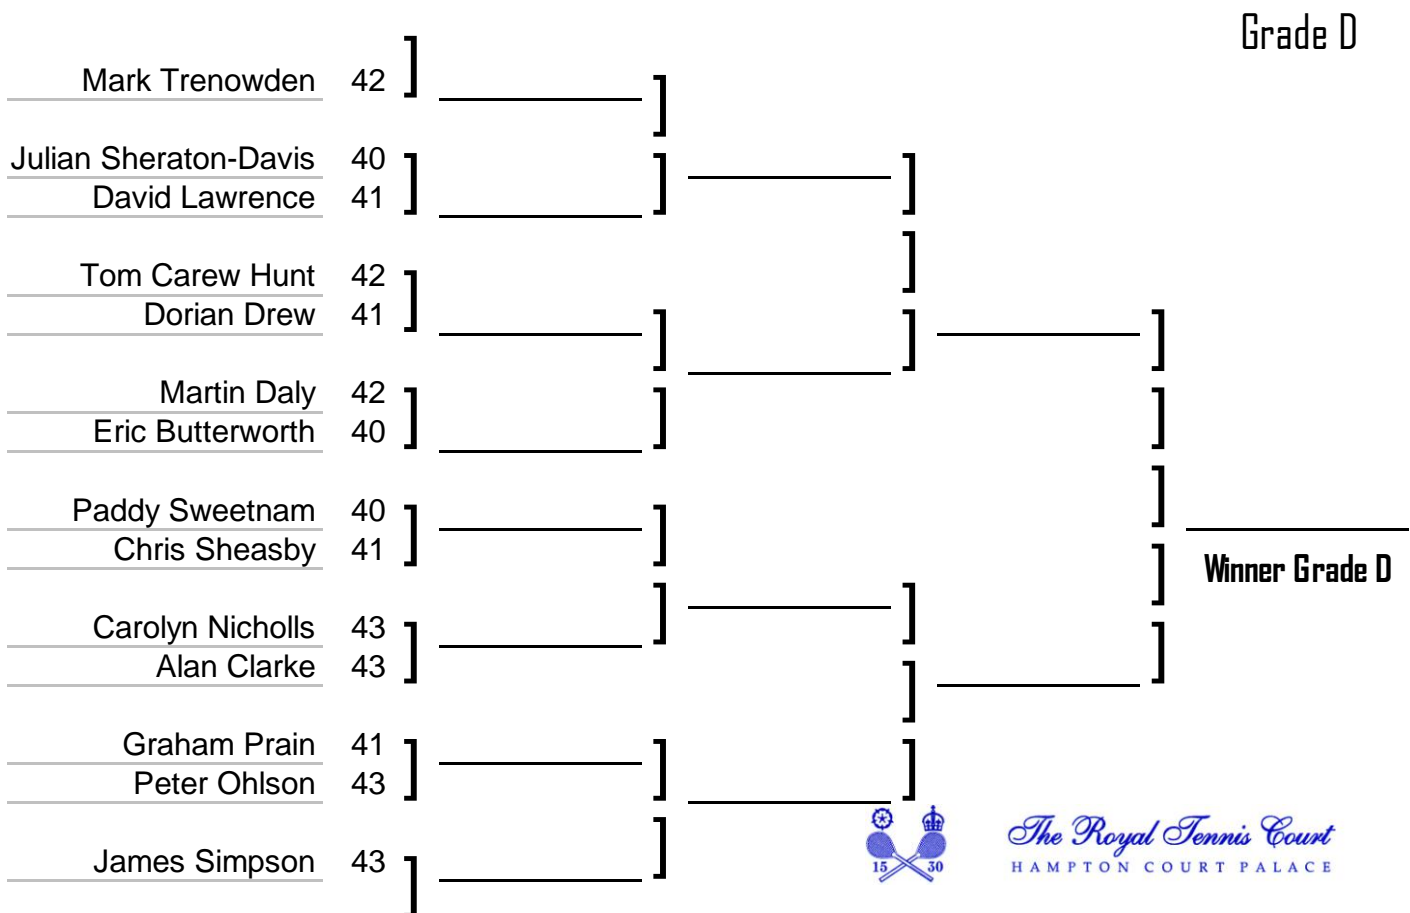 Grade D
Mark Trenowden 42
Julian Sheraton-Davis 40
David Lawrence 41
Tom Carew Hunt 42
Dorian Drew 41
Martin Daly 42
Eric Butterworth 40
Paddy Sweetnam 40
Chris Sheasby 41
Winner Grade D
Carolyn Nicholls 43
Alan Clarke 43
Graham Prain 41
Peter Ohlson 43
James Simpson 43
The Royal Tennis Court
HAMPTON COURT PALACE
15 30